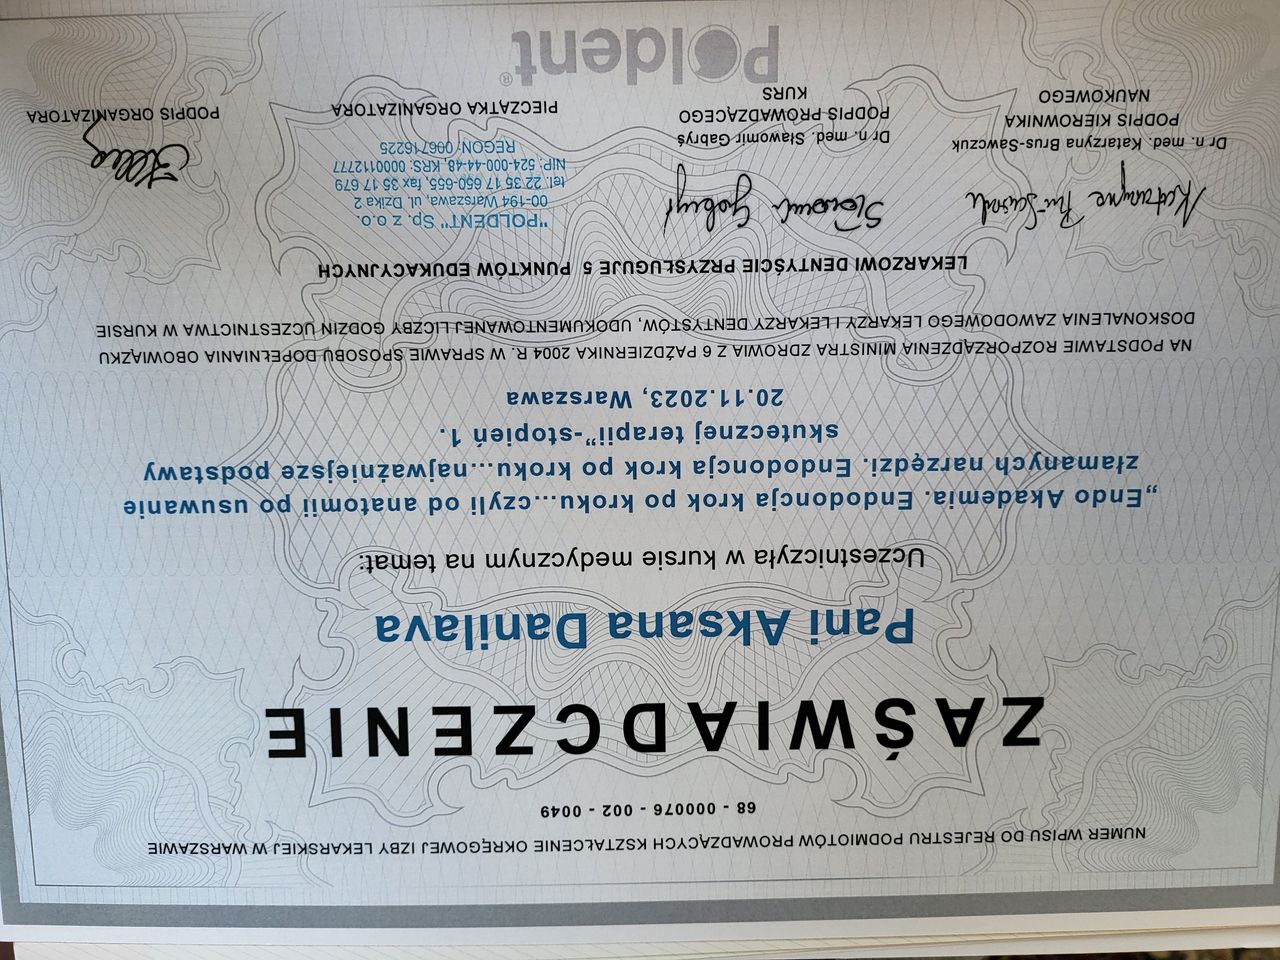 NUMER WPISU DO REJESTRU PODMIOTÓW PROWADZĄCYCH KSZTAŁCENIE OKRĘGOWEJ IZBY LEKARSKIEJ W WARSZAWIE
68 - 000076 - 002 - 0049
ZAŚWIADCZENIE
Pani Aksana Danilava
Uczestniczyła w kursie medycznym na temat:
„Endo Akademia. Endodoncja krok po kroku...czyli od anatomii po usuwanie
złamanych narzędzi. Endodoncja krok po kroku...najważniejsze podstawy
skutecznej terapii”-stopień 1.
20.11.2023, Warszawa
NA PODSTAWIE ROZPORZĄDZENIA MINISTRA ZDROWIA Z 6 PAŹDZIERNIKA 2004 R. W SPRAWIE SPOSOBU DOPEŁNIANIA OBOWIĄZKU
DOSKONALENIA ZAWODOWEGO LEKARZY I LEKARZY DENTYSTÓW, UDOKUMENTOWANEJ LICZBY GODZIN UCZESTNICTWA W KURSIE
LEKARZOWI DENTYŚCIE PRZYSŁUGUJE 5 PUNKTÓW EDUKACYJNYCH
Dr n. med. Katarzyna Brus-Sawczuk
PODPIS KIEROWNIKA
NAUKOWEGO
Sławomir Gabryś
Dr n. med. Sławomir Gabryś
PODPIS PROWADZĄCEGO
KURS
"POLDENT" Sp. z o.o.
00-194 Warszawa, ul. Dzika 2
tel. 22 35 17 650-655, fax 35 17 679
NIP: 524-000-44-48, KRS: 0000112777
REGON: 006716225
PIECZĄTKA ORGANIZATORA
PODPIS ORGANIZATORA
Poldent®